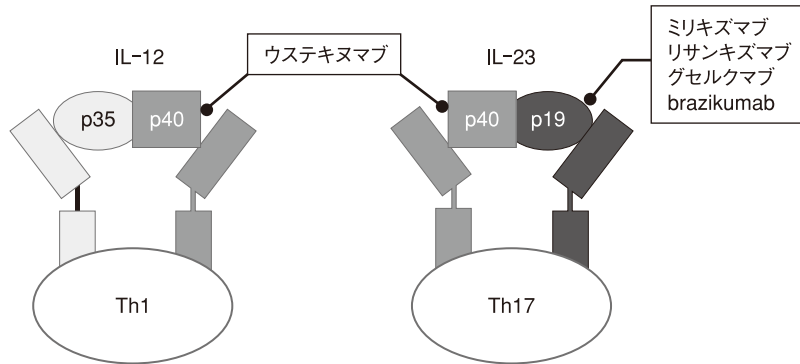 IL-12
ウステキヌマブ
IL-23
ミリキズマブ
リサンキズマブ
グセルクマブ
brazikumab
p35
p40
p40
p19
Th1
Th17